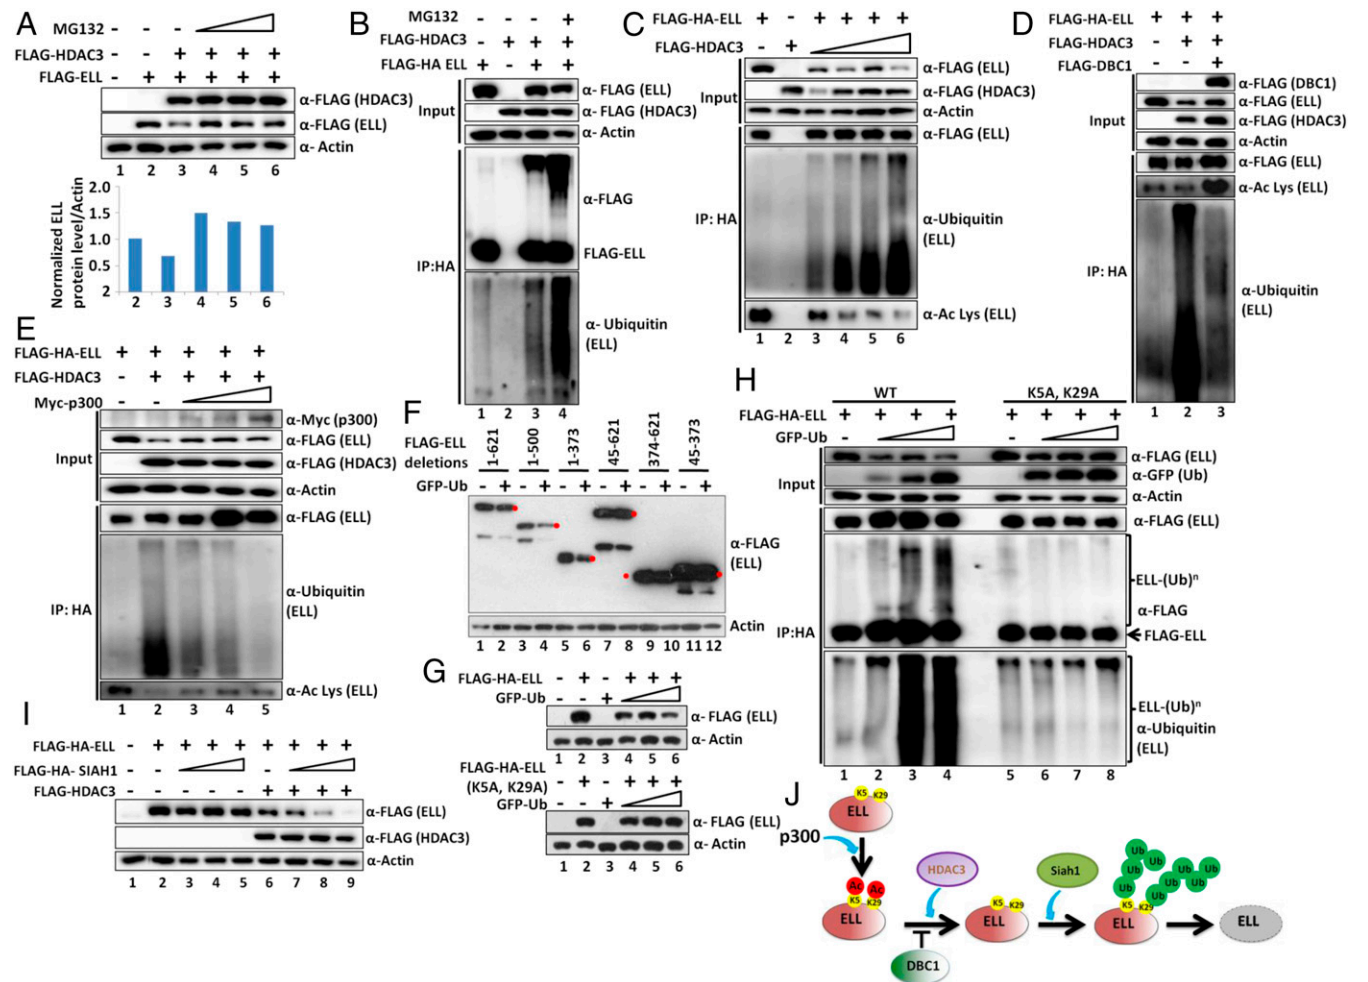 A
MG132 - - -
FLAG-HDAC3 - - + + + +
FLAG-ELL - + + + + +
α-FLAG (HDAC3)
α-FLAG (ELL)
α- Actin
1 2 3 4 5 6
Normalized ELL
protein level/Actin
2.0
1.5
1.0
0.5
2
2 3 4 5 6
B
MG132 +
FLAG-HDAC3 - + + +
FLAG-HA ELL + - + +
Input
α- FLAG (ELL)
α- FLAG (HDAC3)
α- Actin
IP:HA
α-FLAG
FLAG-ELL
α- Ubiquitin
(ELL)
1 2 3 4
C
FLAG-HA-ELL + - + + + +
FLAG-HDAC3 - +
Input
α-FLAG (ELL)
α-FLAG (HDAC3)
α-Actin
IP: HA
α-FLAG (ELL)
α-Ubiquitin
(ELL)
α-Ac Lys (ELL)
1 2 3 4 5 6
D
FLAG-HA-ELL + + +
FLAG-HDAC3 - + +
FLAG-DBC1 - - +
Input
α-FLAG (DBC1)
α-FLAG (ELL)
α-FLAG (HDAC3)
α-Actin
IP: HA
α-FLAG (ELL)
α-Ac Lys (ELL)
α-Ubiquitin
(ELL)
1 2 3
E
FLAG-HA-ELL + + + + +
FLAG-HDAC3 - + + + +
Myc-p300 - -
Input
α-Myc (p300)
α-FLAG (ELL)
α-FLAG (HDAC3)
α-Actin
IP: HA
α-FLAG (ELL)
α-Ubiquitin
(ELL)
α-Ac Lys (ELL)
1 2 3 4 5
F
FLAG-ELL
deletions
1-621
1-500
1-373
45-621
374-621
45-373
GFP-Ub - + - + - + - + - + - +
α-FLAG
(ELL)
Actin
1 2 3 4 5 6 7 8 9 10 11 12
G
FLAG-HA-ELL - + - + + +
GFP-Ub - - +
α- FLAG (ELL)
α- Actin
1 2 3 4 5 6
FLAG-HA-ELL
(K5A, K29A) - + - + + +
GFP-Ub - - +
α- FLAG (ELL)
α- Actin
1 2 3 4 5 6
H
WT
K5A, K29A
FLAG-HA-ELL + + + + + + + +
GFP-Ub - -
Input
α-FLAG (ELL)
α-GFP (Ub)
α-Actin
IP:HA
α-FLAG (ELL)
ELL-(Ub)ⁿ
α-FLAG
FLAG-ELL
ELL-(Ub)ⁿ
α-Ubiquitin
(ELL)
1 2 3 4 5 6 7 8
I
FLAG-HA-ELL - + + + + + + + +
FLAG-HA- SIAH1 - - -
FLAG-HDAC3 - - - - - + + + +
α-FLAG (ELL)
α-FLAG (HDAC3)
α-Actin
1 2 3 4 5 6 7 8 9
J
K5 K29
ELL
p300
Ac Ac
K5 K29
ELL
HDAC3
DBC1
K5 K29
ELL
Siah1
Ub Ub Ub Ub Ub Ub Ub Ub Ub
K5 K29
ELL
ELL